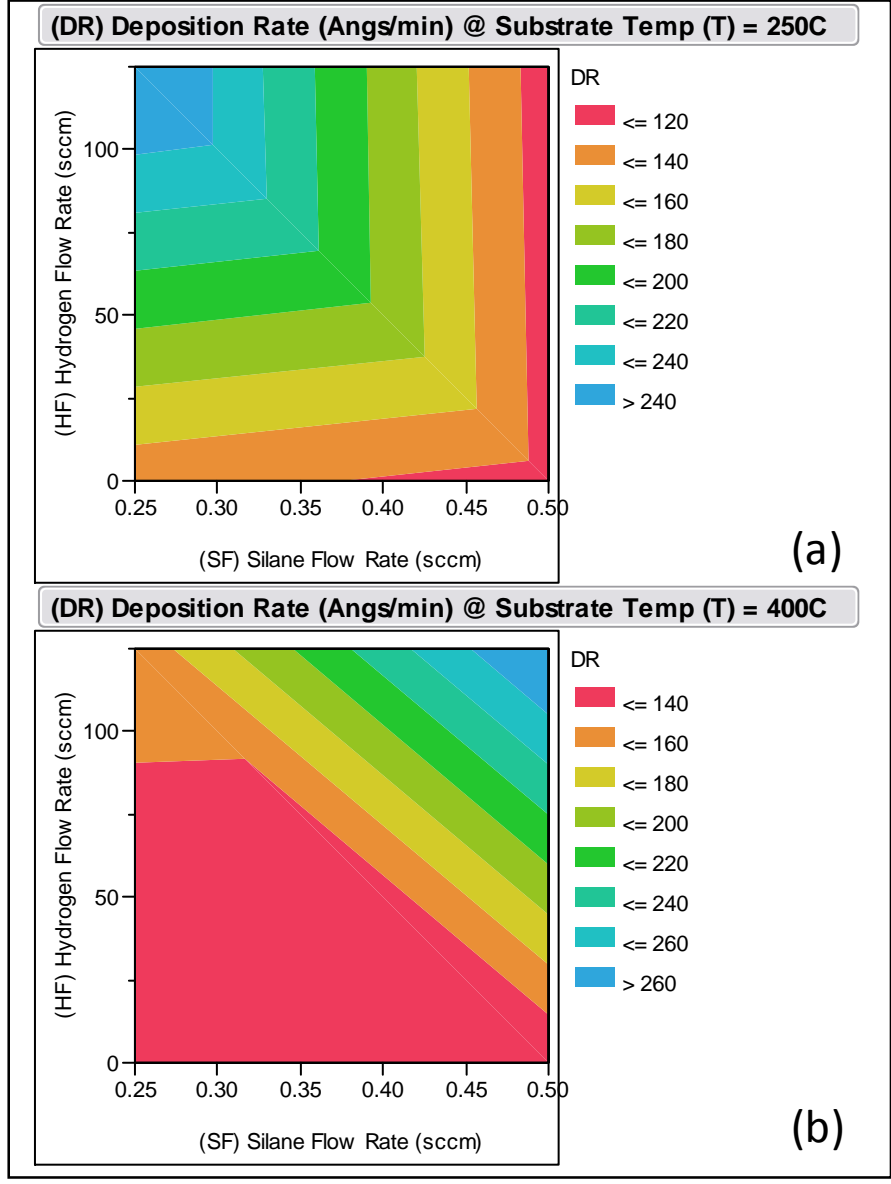 (DR) Deposition Rate (Angs/min) @ Substrate Temp (T) = 250C
(HF) Hydrogen Flow Rate (sccm)
100
50
0
0.25 0.30 0.35 0.40 0.45 0.50
(SF) Silane Flow Rate (sccm)
DR
<= 120
<= 140
<= 160
<= 180
<= 200
<= 220
<= 240
> 240
(a)
(DR) Deposition Rate (Angs/min) @ Substrate Temp (T) = 400C
(HF) Hydrogen Flow Rate (sccm)
100
50
0
0.25 0.30 0.35 0.40 0.45 0.50
(SF) Silane Flow Rate (sccm)
DR
<= 140
<= 160
<= 180
<= 200
<= 220
<= 240
<= 260
> 260
(b)